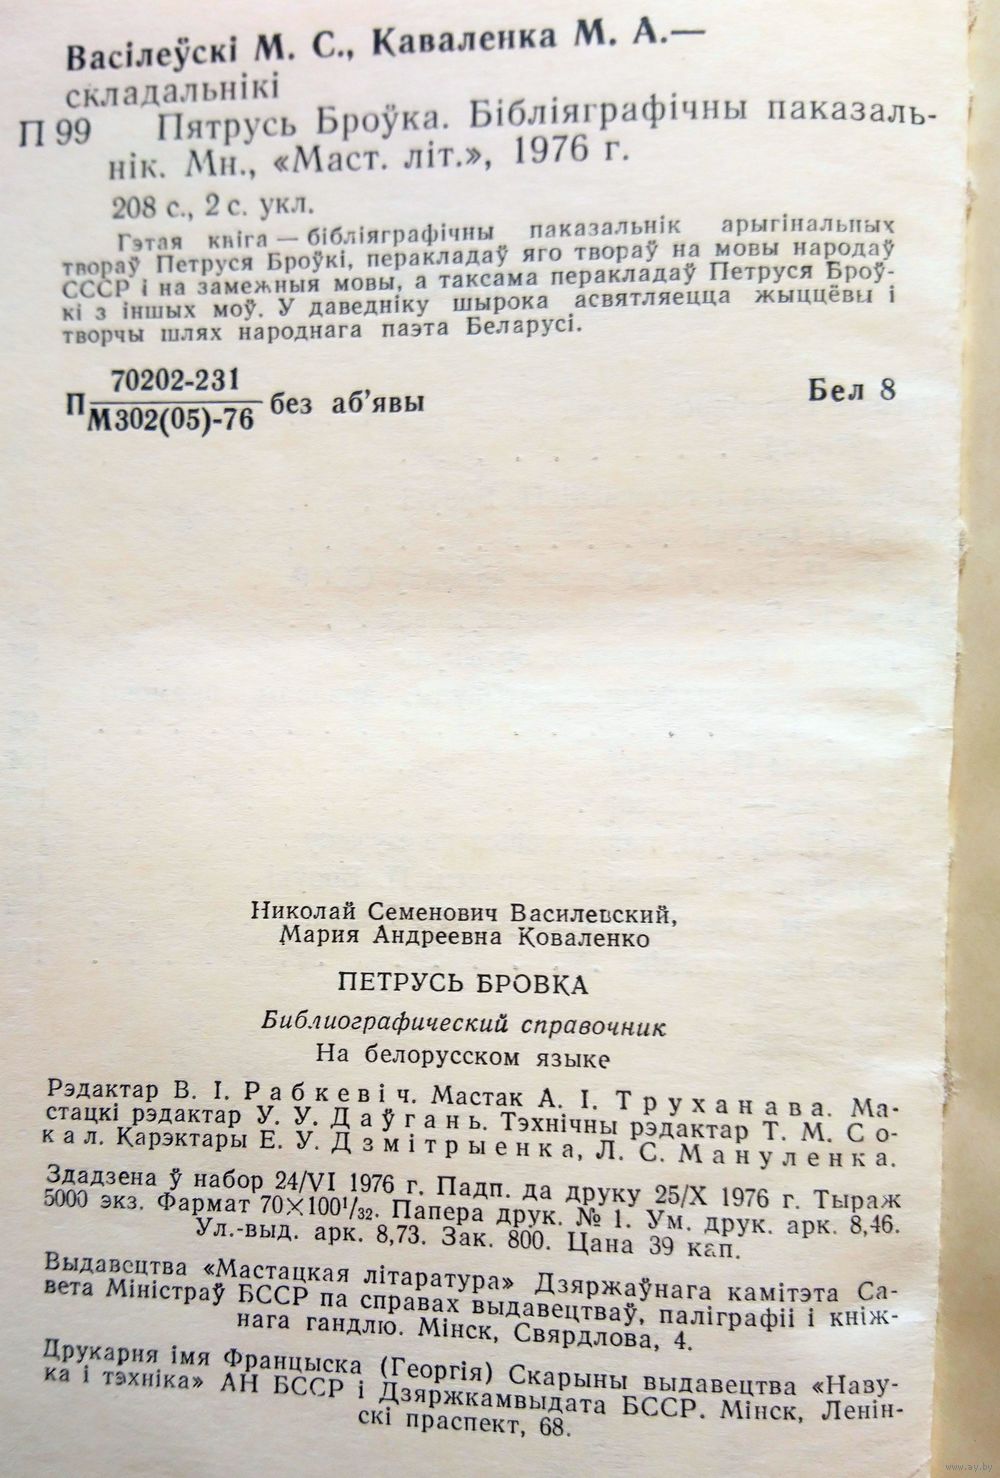 Васілеўскі М. С., Каваленка М. А.—
складальнікі
П 99 Пятрусь Броўка. Бібліяграфічны паказаль-
нік. Мн., «Маст. літ.», 1976 г.
208 с., 2 с. укл.
Гэтая кніга — бібліяграфічны паказальнік арыгінальных
твораў Петруся Броўкі, перакладаў яго твораў на мовы народаў
СССР і на замежныя мовы, а таксама перакладаў Петруся Броў-
кі з іншых моў. У даведніку шырока асвятляецца жыццёвы і
творчы шлях народнага паэта Беларусі.
П 70202-231
М302(05)-76 без аб’явы Бел 8
Николай Семенович Василевский,
Мария Андреевна Коваленко
ПЕТРУСЬ БРОВКА
Библиографический справочник
На белорусском языке
Рэдактар В. І. Рабкевіч. Мастак А. І. Труханава. Ма-
стацкі рэдактар У. У. Даўгань. Тэхнічны рэдактар Т. М. Со-
кал. Карэктары Е. У. Дзмітрыенка, Л. С. Мануленка.
Здадзена ў набор 24/VI 1976 г. Падп. да друку 25/X 1976 г. Тыраж
5000 экз. Фармат 70×100¹/₃₂. Папера друк. № 1. Ум. друк. арк. 8,46.
Ул.-выд. арк. 8,73. Зак. 800. Цана 39 кап.
Выдавецтва «Мастацкая літаратура» Дзяржаўнага камітэта Са-
вета Міністраў БССР па справах выдавецтваў, паліграфіі і кніж-
нага гандлю. Мінск, Свярдлова, 4.
Друкарня імя Францыска (Георгія) Скарыны выдавецтва «Наву-
ка і тэхніка» АН БССР і Дзяржкамвыдата БССР. Мінск, Ленін-
скі праспект, 68.
www.ay.by